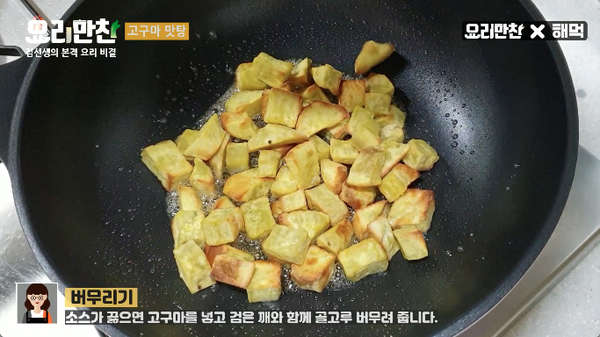 요리만찬
고구마 맛탕
김선생의 본격 요리 비결
요리만찬 × 해먹
버무리기
소스가 끓으면 고구마를 넣고 검은 깨와 함께 골고루 버무려 줍니다.